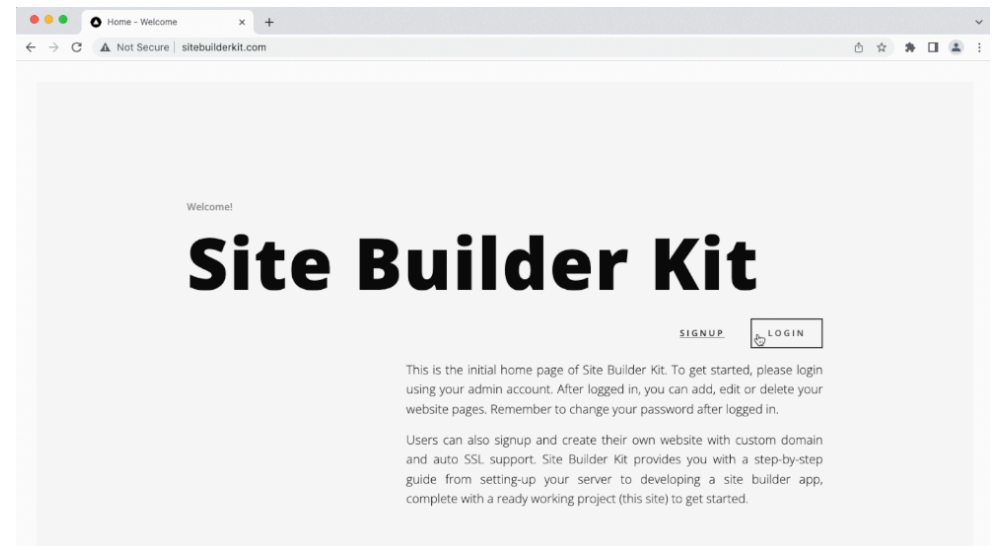 Home - Welcome
Not Secure | sitebuilderkit.com
Welcome!
Site Builder Kit
SIGNUP LOGIN
This is the initial home page of Site Builder Kit. To get started, please login
using your admin account. After logged in, you can add, edit or delete your
website pages. Remember to change your password after logged in.
Users can also signup and create their own website with custom domain
and auto SSL support. Site Builder Kit provides you with a step-by-step
guide from setting-up your server to developing a site builder app,
complete with a ready working project (this site) to get started.